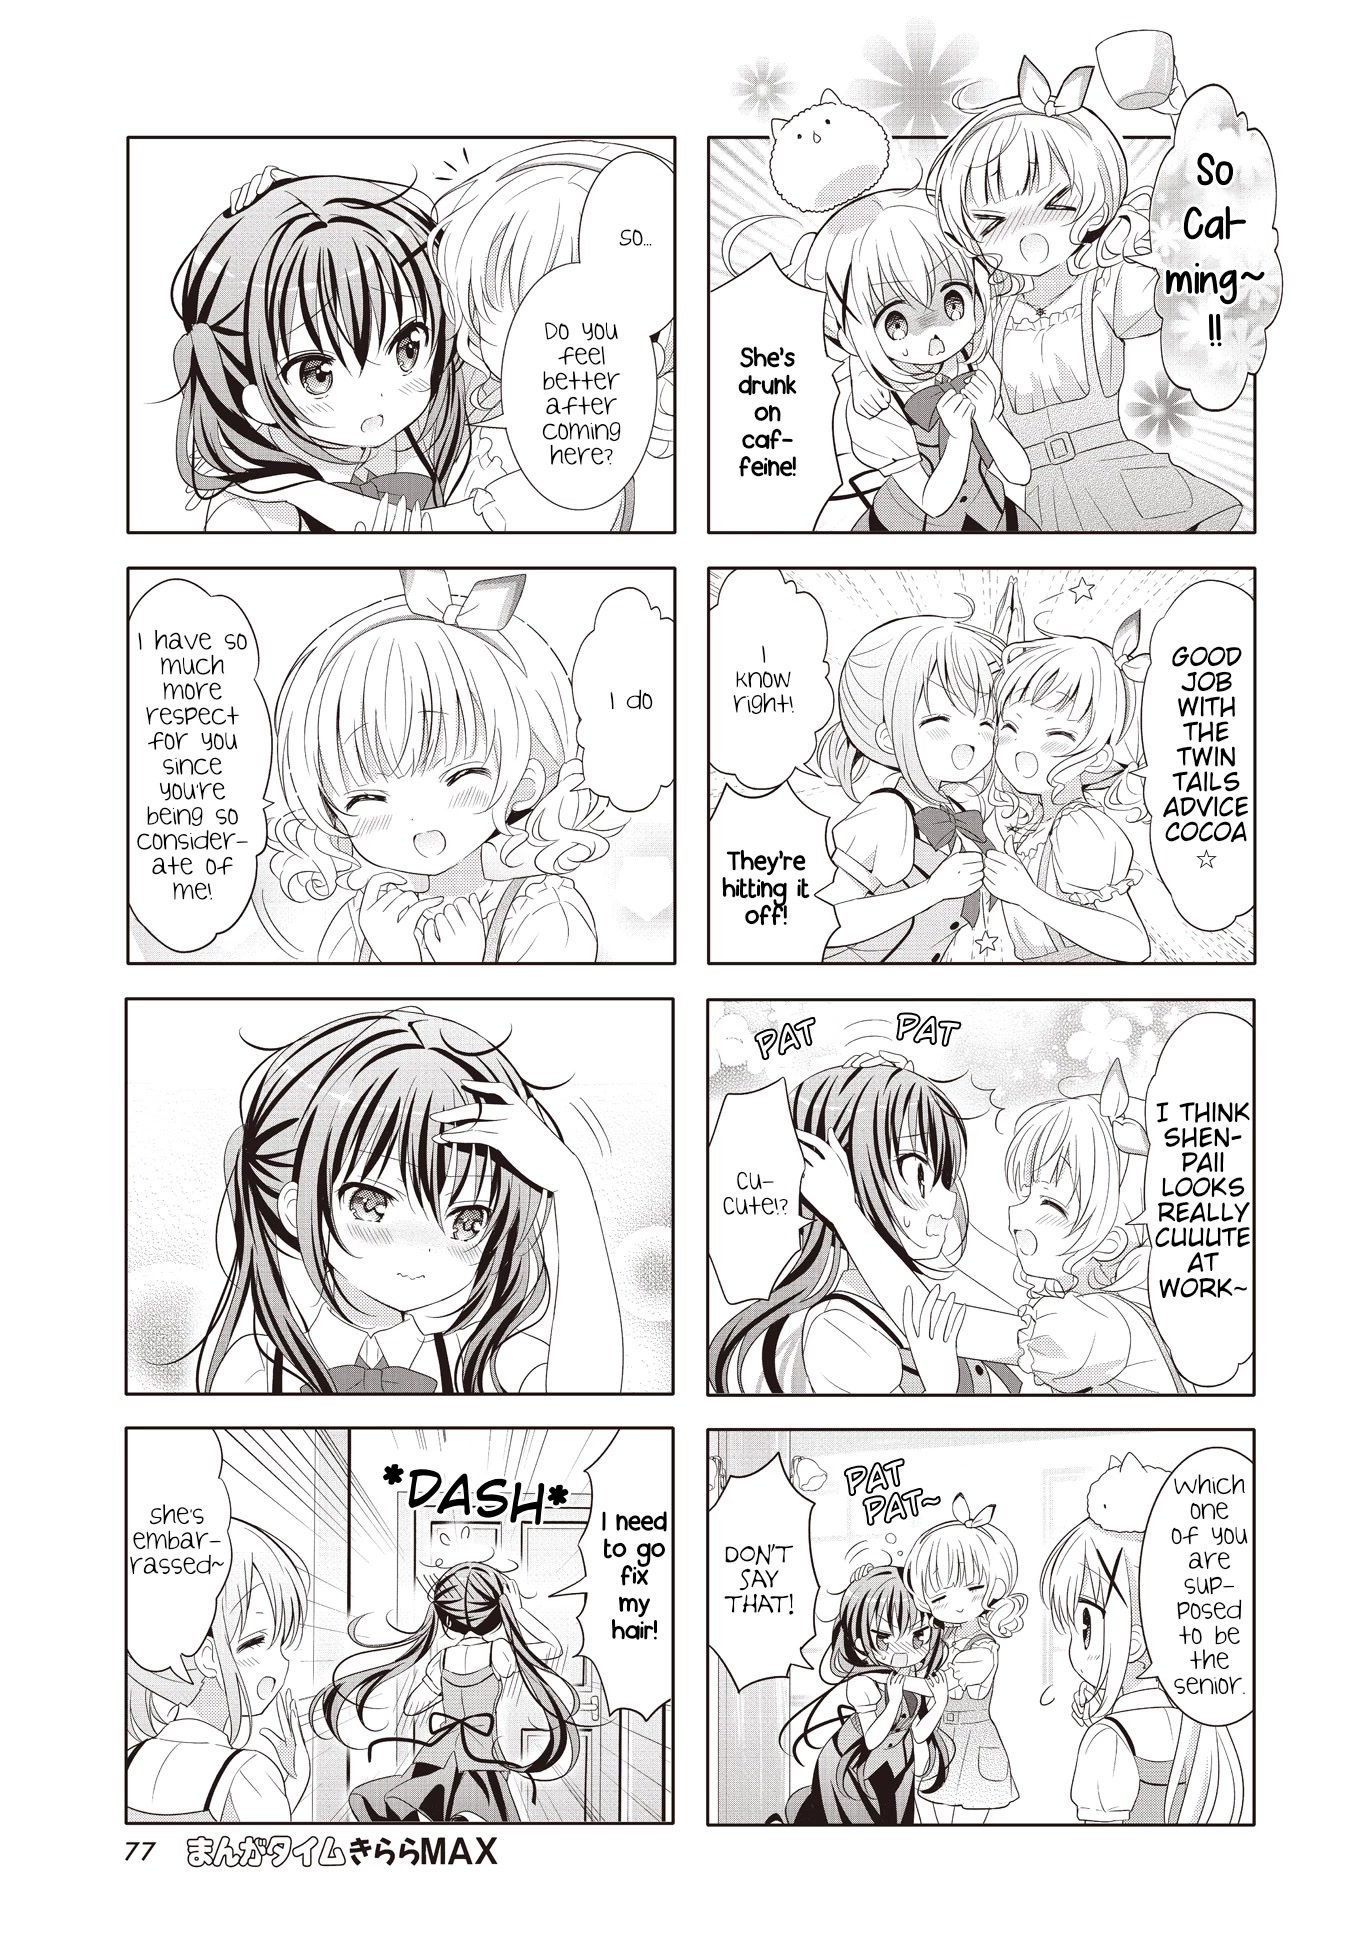 So
Cal-
ming~
!!
She's
drunk
on
caf-
feine!
GOOD
JOB
WITH
THE
TWIN
TAILS
ADVICE
COCOA
☆
I
know
right!
They're
hitting it
off!
PAT
PAT
I THINK
SHEN-
PAII
LOOKS
REALLY
CUUUTE
AT
WORK~
CU-
CUTE!?
Which
one
of you
are
sup-
posed
to be
the
senior.
PAT
PAT~
DON'T
SAY
THAT!
So...
Do you
feel
better
after
coming
here?
I do
I have so
much
more
respect
for you
since
you're
being so
consider-
ate of
me!
*DASH*
I need
to go
fix
my
hair!
She's
embar-
rassed~
77 まんがタイムきららMAX